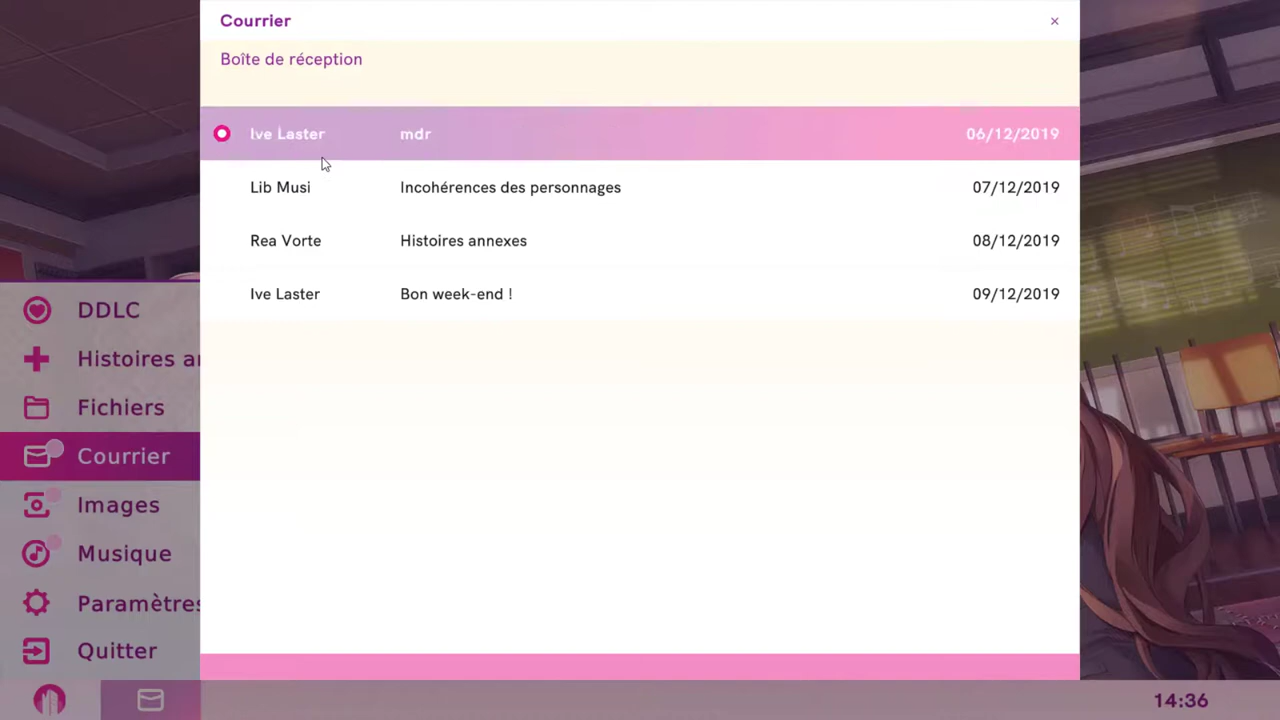 Courrier ×
Boîte de réception
Ive Laster mdr 06/12/2019
Lib Musi Incohérences des personnages 07/12/2019
Rea Vorte Histoires annexes 08/12/2019
Ive Laster Bon week-end ! 09/12/2019
DDLC
Histoires
Fichiers
Courrier
Images
Musique
Paramètres
Quitter
14:36